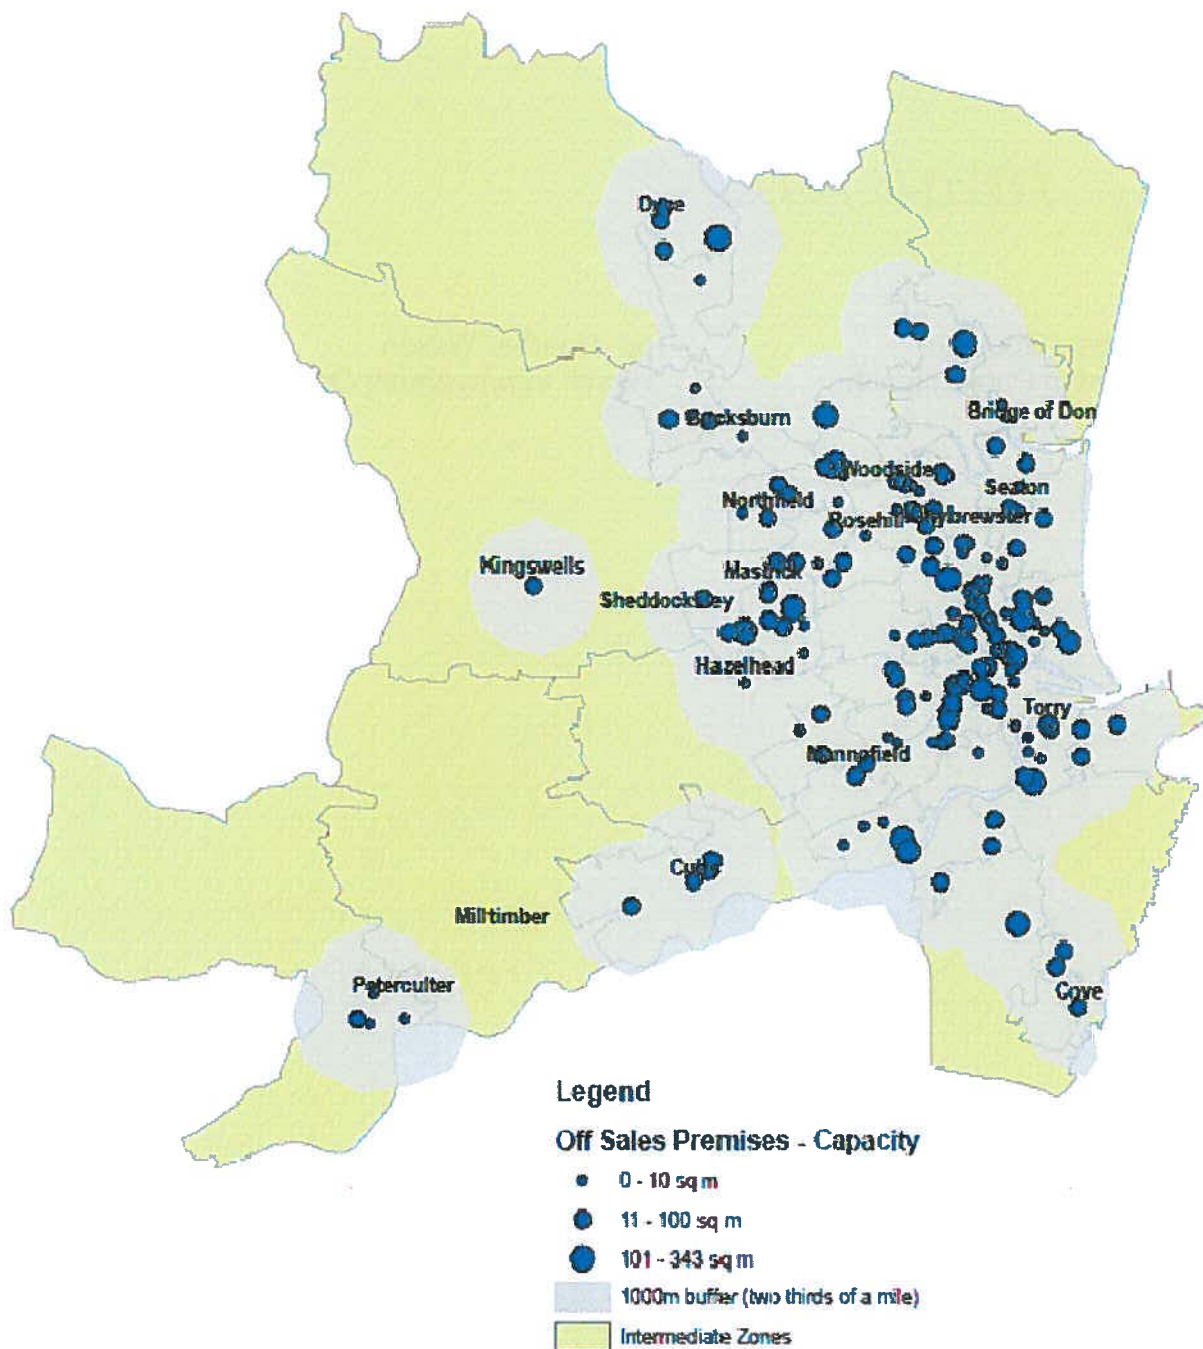 Dyce
Bridge of Don
Bucksburn
Woodside
Seaton
Northfield
Rosehill
Mastrick
Kingswells
Sheddocksley
Hazelhead
Torry
Mannofield
Cults
Milltimber
Peterculter
Cove
Legend
Off Sales Premises - Capacity
0 - 10 sq m
11 - 100 sq m
101 - 343 sq m
1000m buffer (two thirds of a mile)
Intermediate Zones